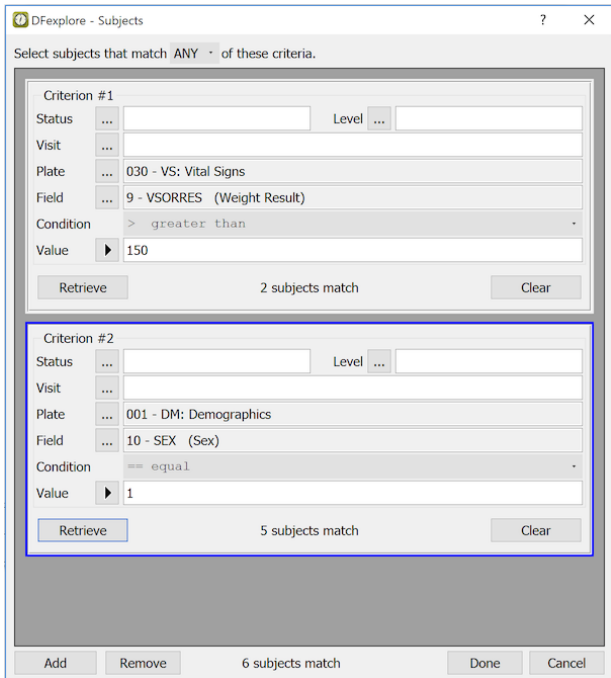 DFexplore - Subjects ? ×
Select subjects that match ANY of these criteria.
Criterion #1
Status ... Level ...
Visit ...
Plate ... 030 - VS: Vital Signs
Field ... 9 - VSORRES (Weight Result)
Condition > greater than
Value 150
Retrieve 2 subjects match Clear
Criterion #2
Status ... Level ...
Visit ...
Plate ... 001 - DM: Demographics
Field ... 10 - SEX (Sex)
Condition == equal
Value 1
Retrieve 5 subjects match Clear
Add Remove 6 subjects match Done Cancel